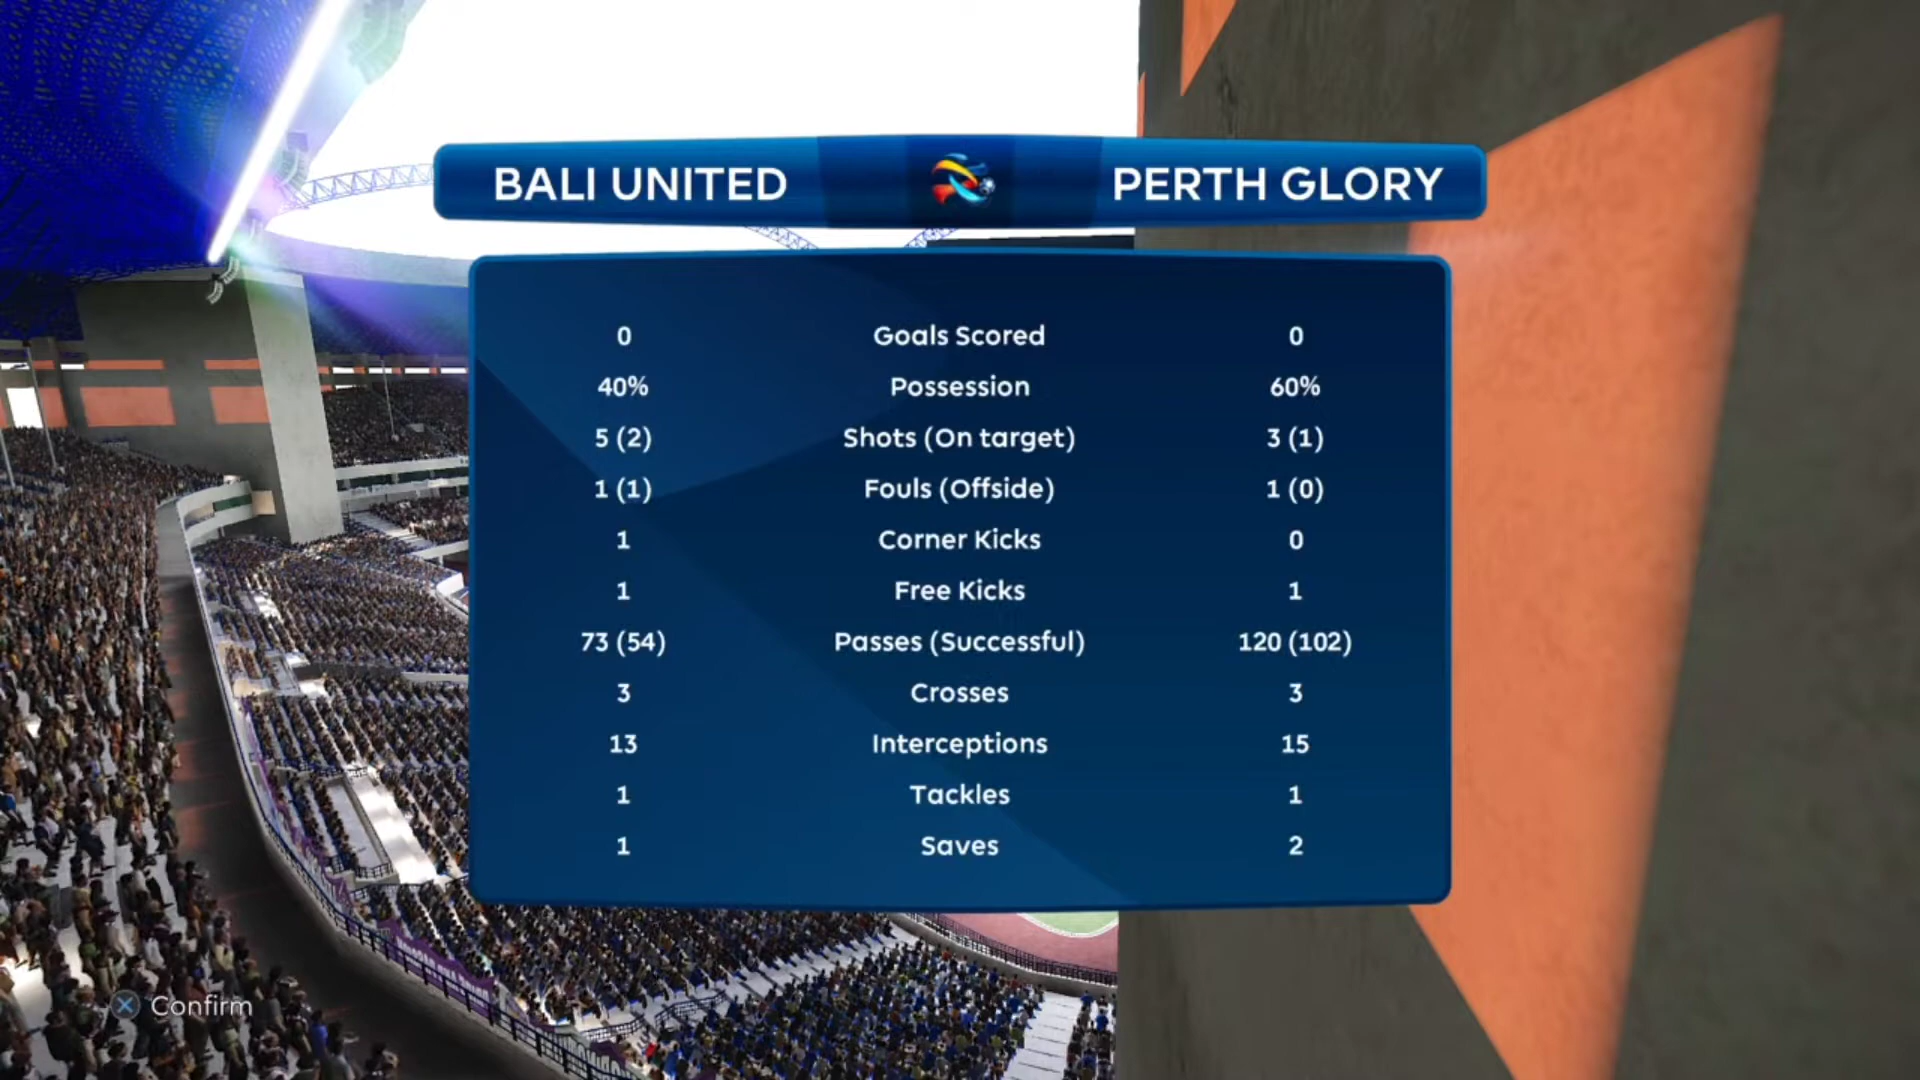 BALI UNITED PERTH GLORY
0 Goals Scored 0
40% Possession 60%
5 (2) Shots (On target) 3 (1)
1 (1) Fouls (Offside) 1 (0)
1 Corner Kicks 0
1 Free Kicks 1
73 (54) Passes (Successful) 120 (102)
3 Crosses 3
13 Interceptions 15
1 Tackles 1
1 Saves 2
Confirm